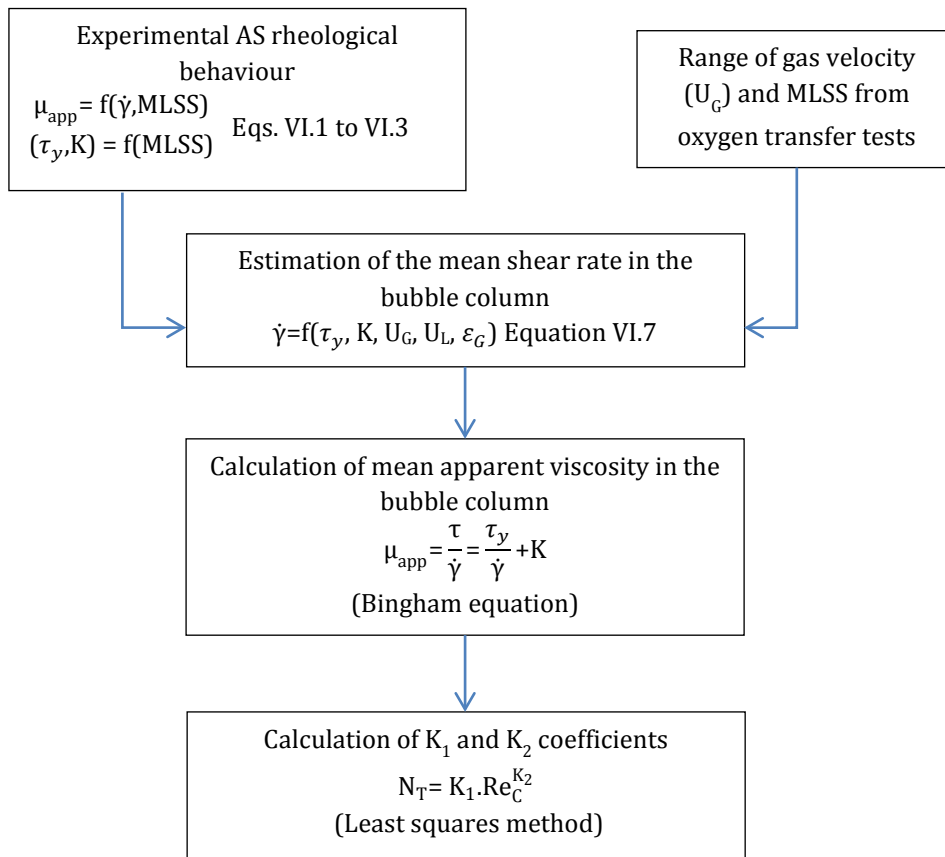 Experimental AS rheological
behaviour
μapp= f(γ̇,MLSS)
(τy,K) = f(MLSS)
Eqs. VI.1 to VI.3
Range of gas velocity
(UG) and MLSS from
oxygen transfer tests
Estimation of the mean shear rate in the
bubble column
γ̇=f(τy, K, UG, UL, εG) Equation VI.7
Calculation of mean apparent viscosity in the
bubble column
μapp=τ/γ̇=τy/γ̇+K
(Bingham equation)
Calculation of K1 and K2 coefficients
NT= K1.ReC^K2
(Least squares method)